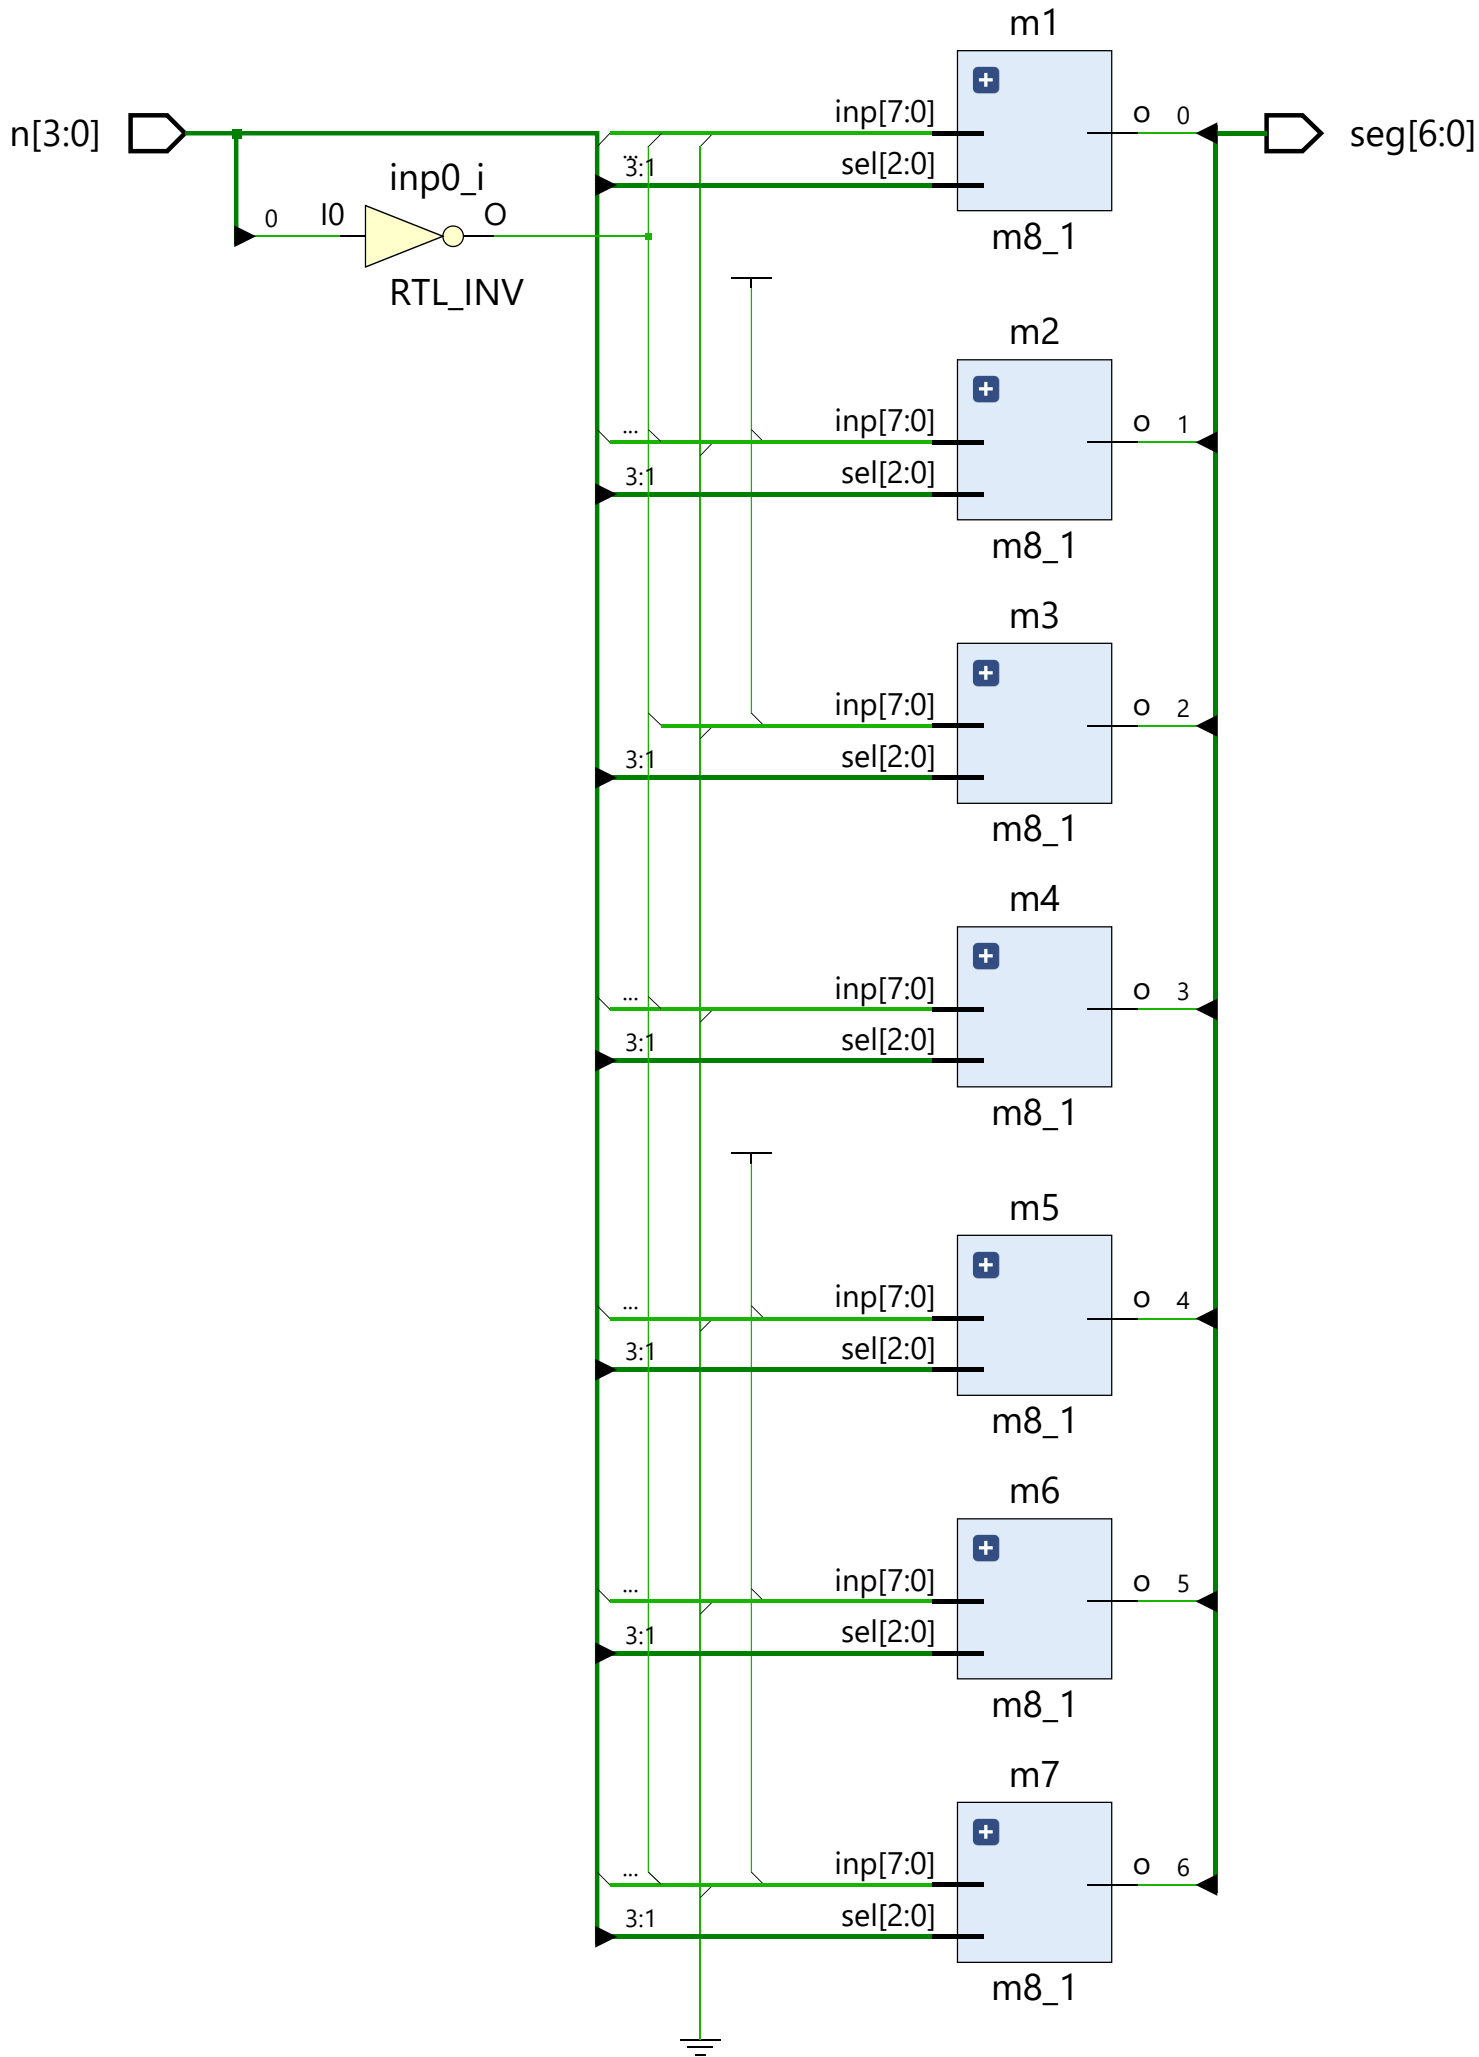 n[3:0]
inp0_i
0 I0 O
RTL_INV
m1
inp[7:0] o 0
... 
3:1 sel[2:0]
m8_1
seg[6:0]
m2
... inp[7:0] o 1
3:1 sel[2:0]
m8_1
m3
inp[7:0] o 2
3:1 sel[2:0]
m8_1
m4
... inp[7:0] o 3
3:1 sel[2:0]
m8_1
m5
... inp[7:0] o 4
3:1 sel[2:0]
m8_1
m6
... inp[7:0] o 5
3:1 sel[2:0]
m8_1
m7
... inp[7:0] o 6
3:1 sel[2:0]
m8_1